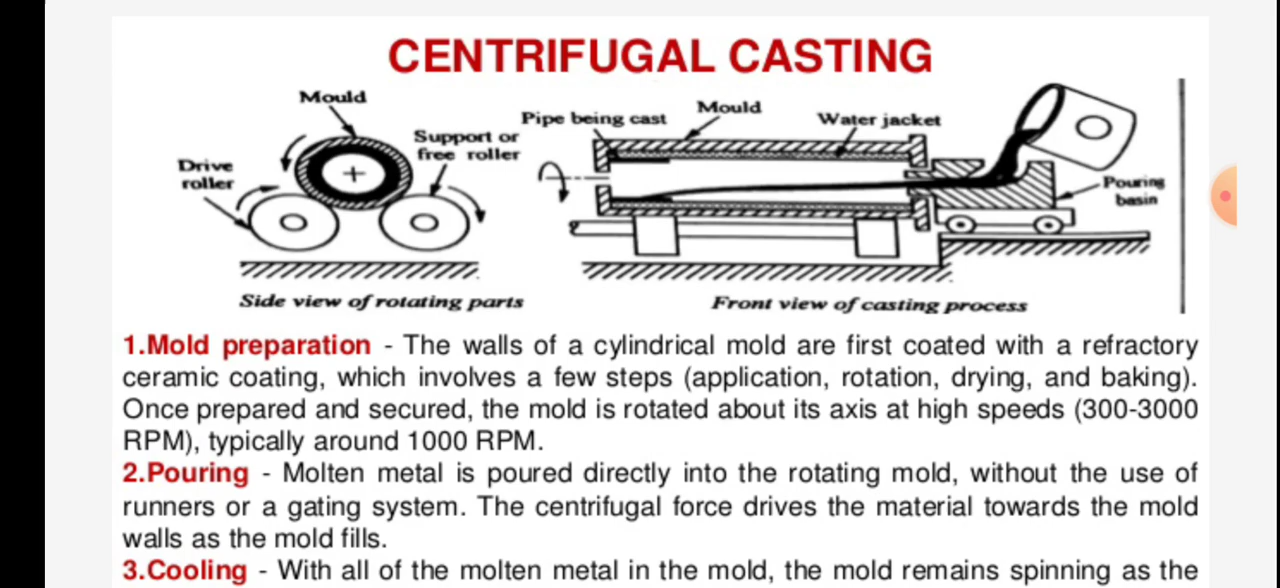 CENTRIFUGAL CASTING
Mould
Support or
free roller
Drive
roller
Pipe being cast
Mould
Water jacket
Pouring
basin
Side view of rotating parts
Front view of casting process
1.Mold preparation - The walls of a cylindrical mold are first coated with a refractory
ceramic coating, which involves a few steps (application, rotation, drying, and baking).
Once prepared and secured, the mold is rotated about its axis at high speeds (300-3000
RPM), typically around 1000 RPM.
2.Pouring - Molten metal is poured directly into the rotating mold, without the use of
runners or a gating system. The centrifugal force drives the material towards the mold
walls as the mold fills.
3.Cooling - With all of the molten metal in the mold, the mold remains spinning as the